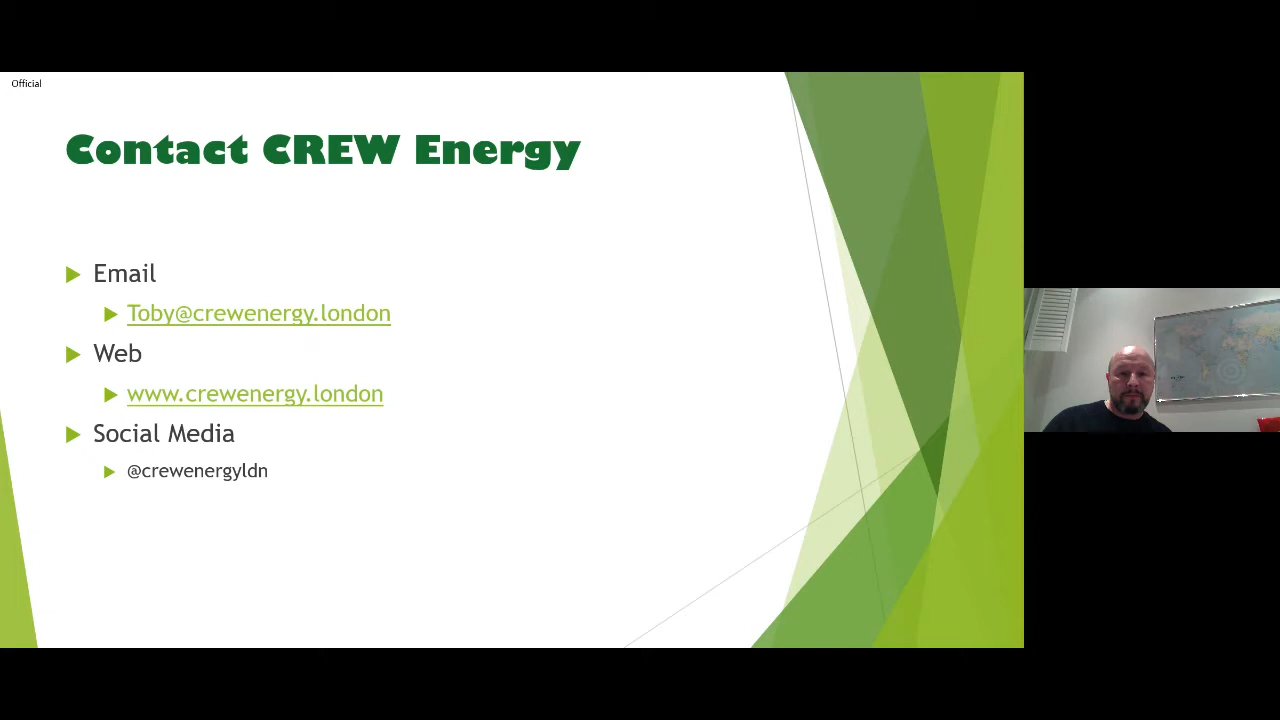 Official
Contact CREW Energy
Email
Toby@crewenergy.london
Web
www.crewenergy.london
Social Media
@crewenergyldn